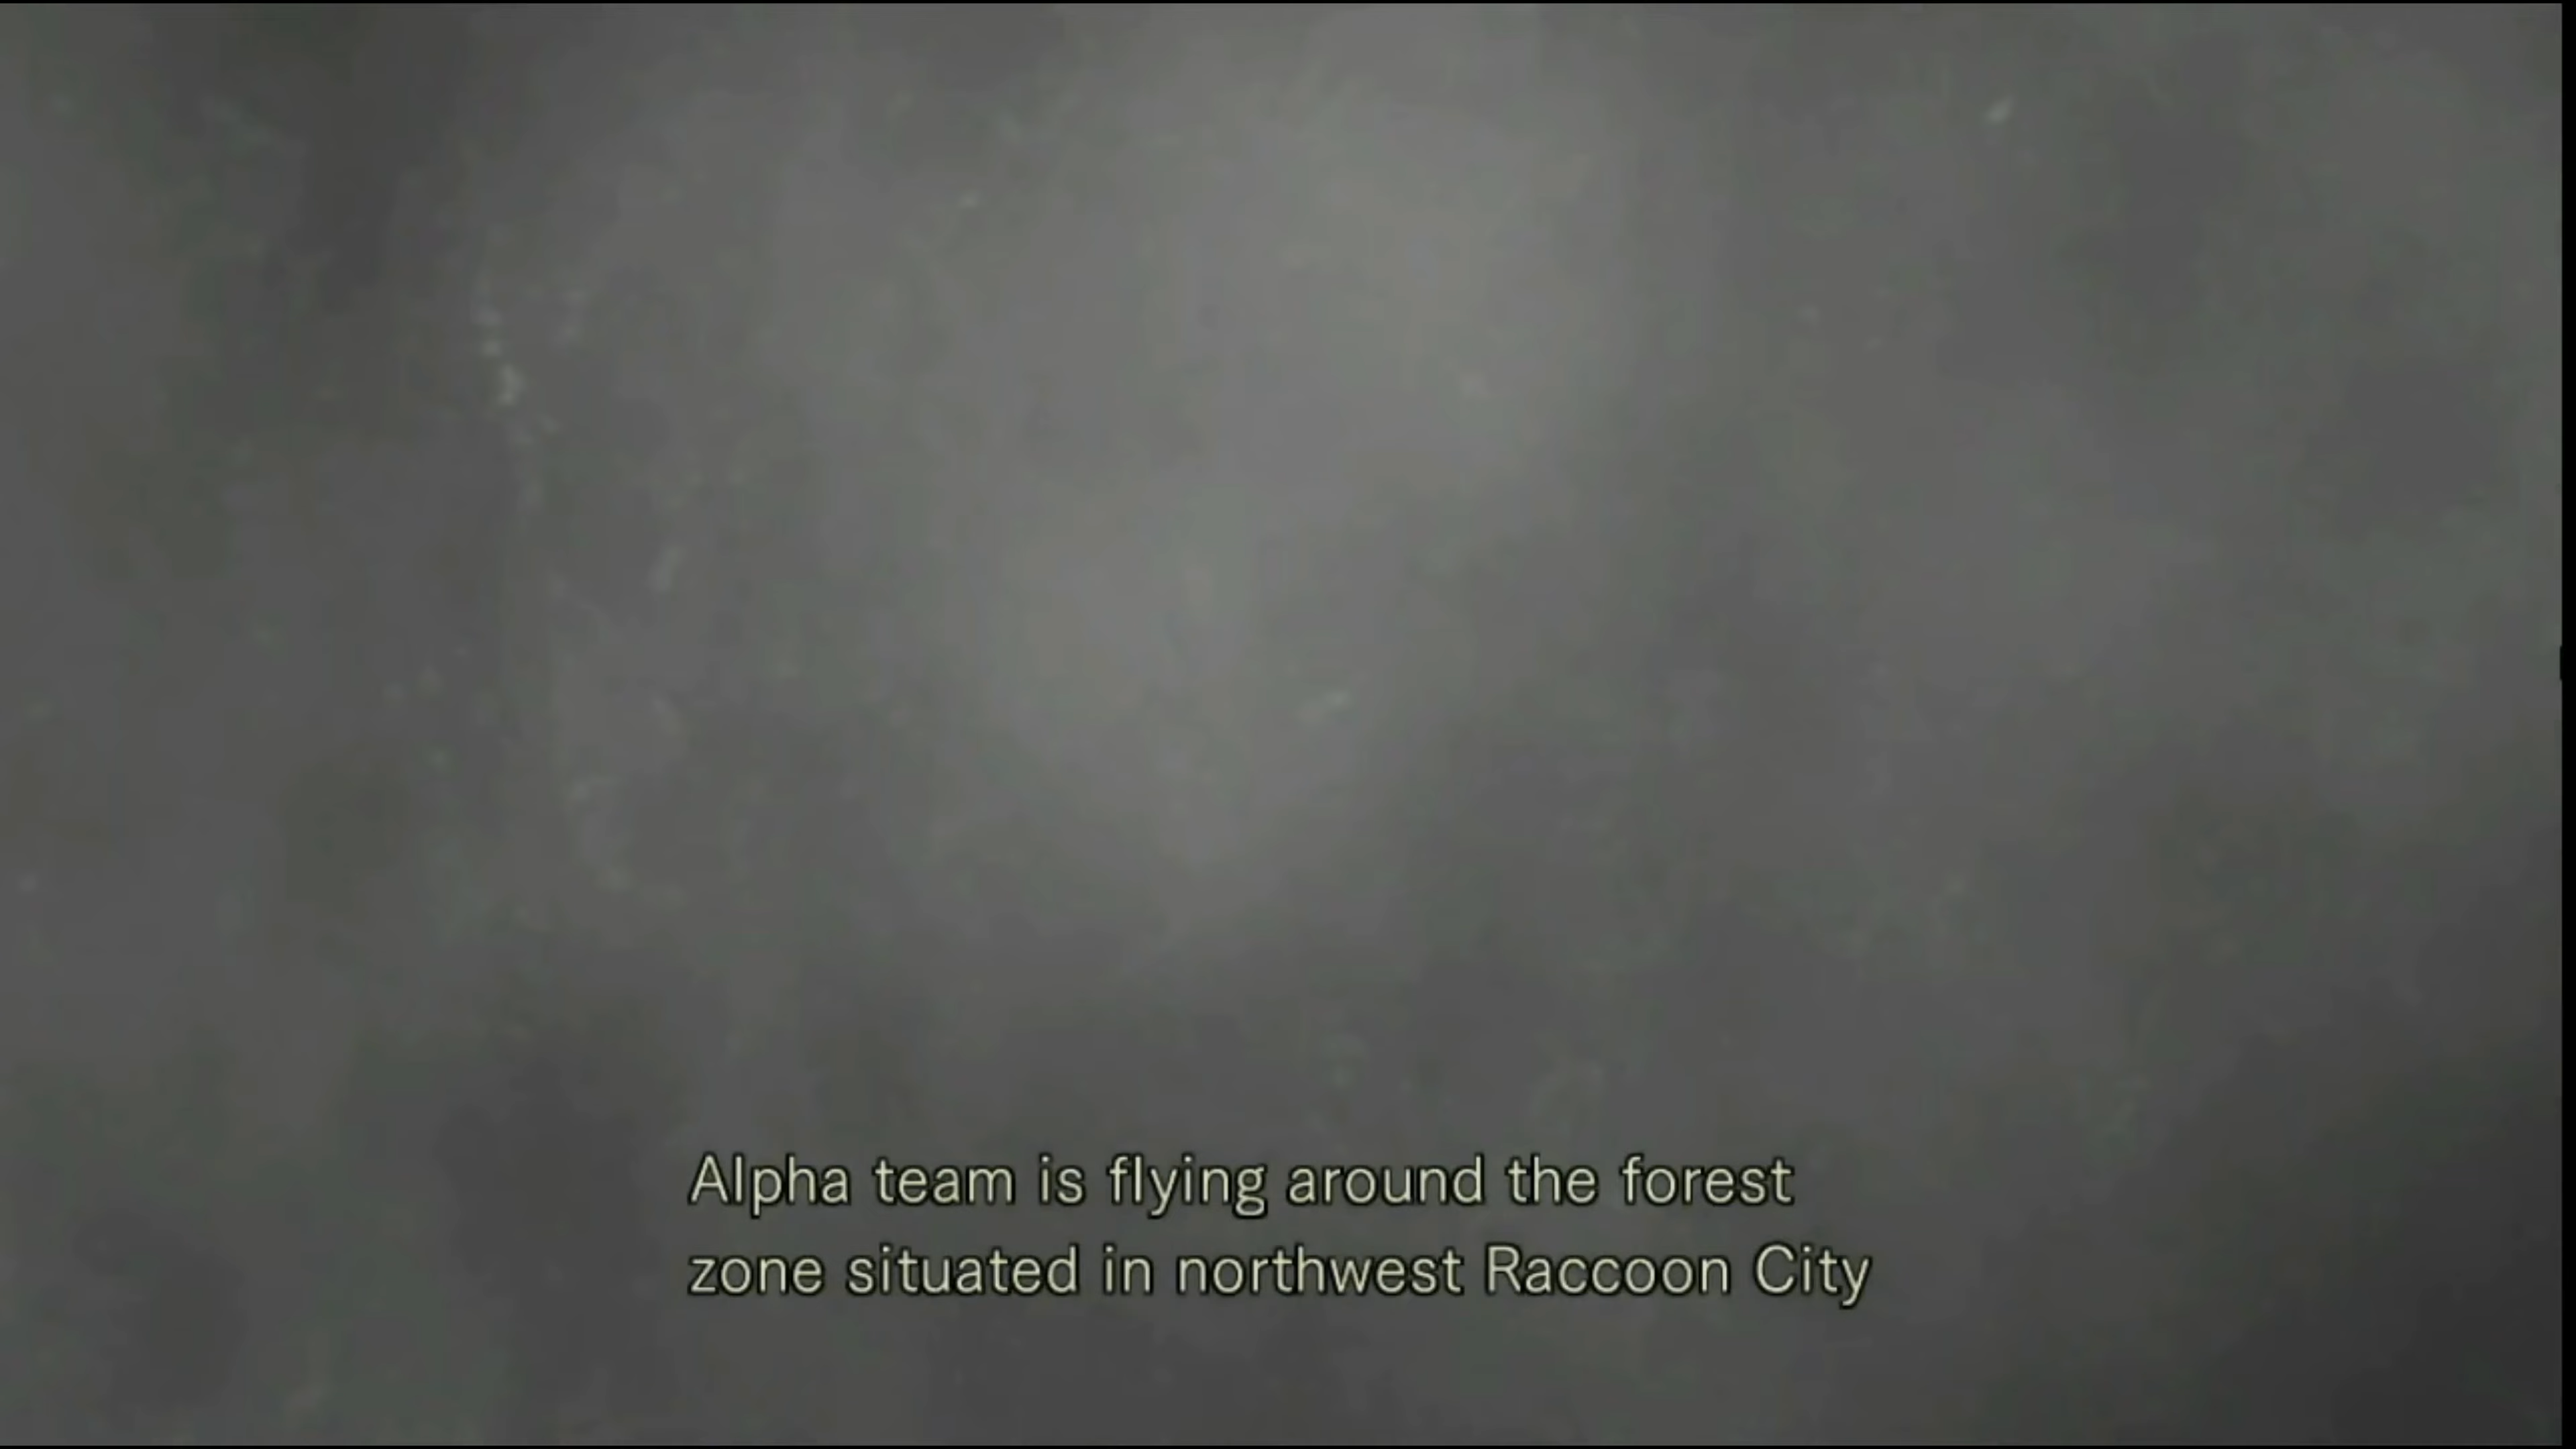 Alpha team is flying around the forest
zone situated in northwest Raccoon City